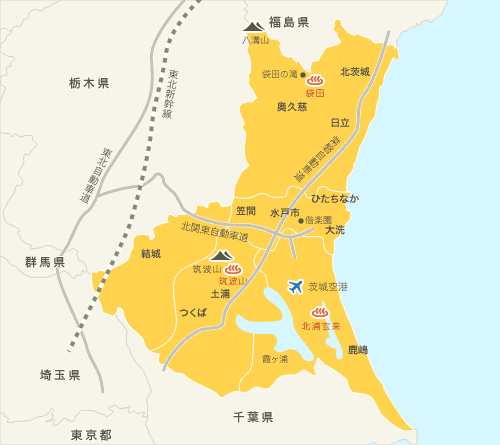 福島県
八溝山
栃木県
東北新幹線
袋田の滝
袋田
北茨城
奥久慈
日立
常磐自動車道
東北自動車道
ひたちなか
笠間
水戸市
偕楽園
大洗
北関東自動車道
結城
群馬県
筑波山
筑波山
土浦
茨城空港
つくば
北浦宝来
鹿嶋
霞ヶ浦
埼玉県
千葉県
東京都